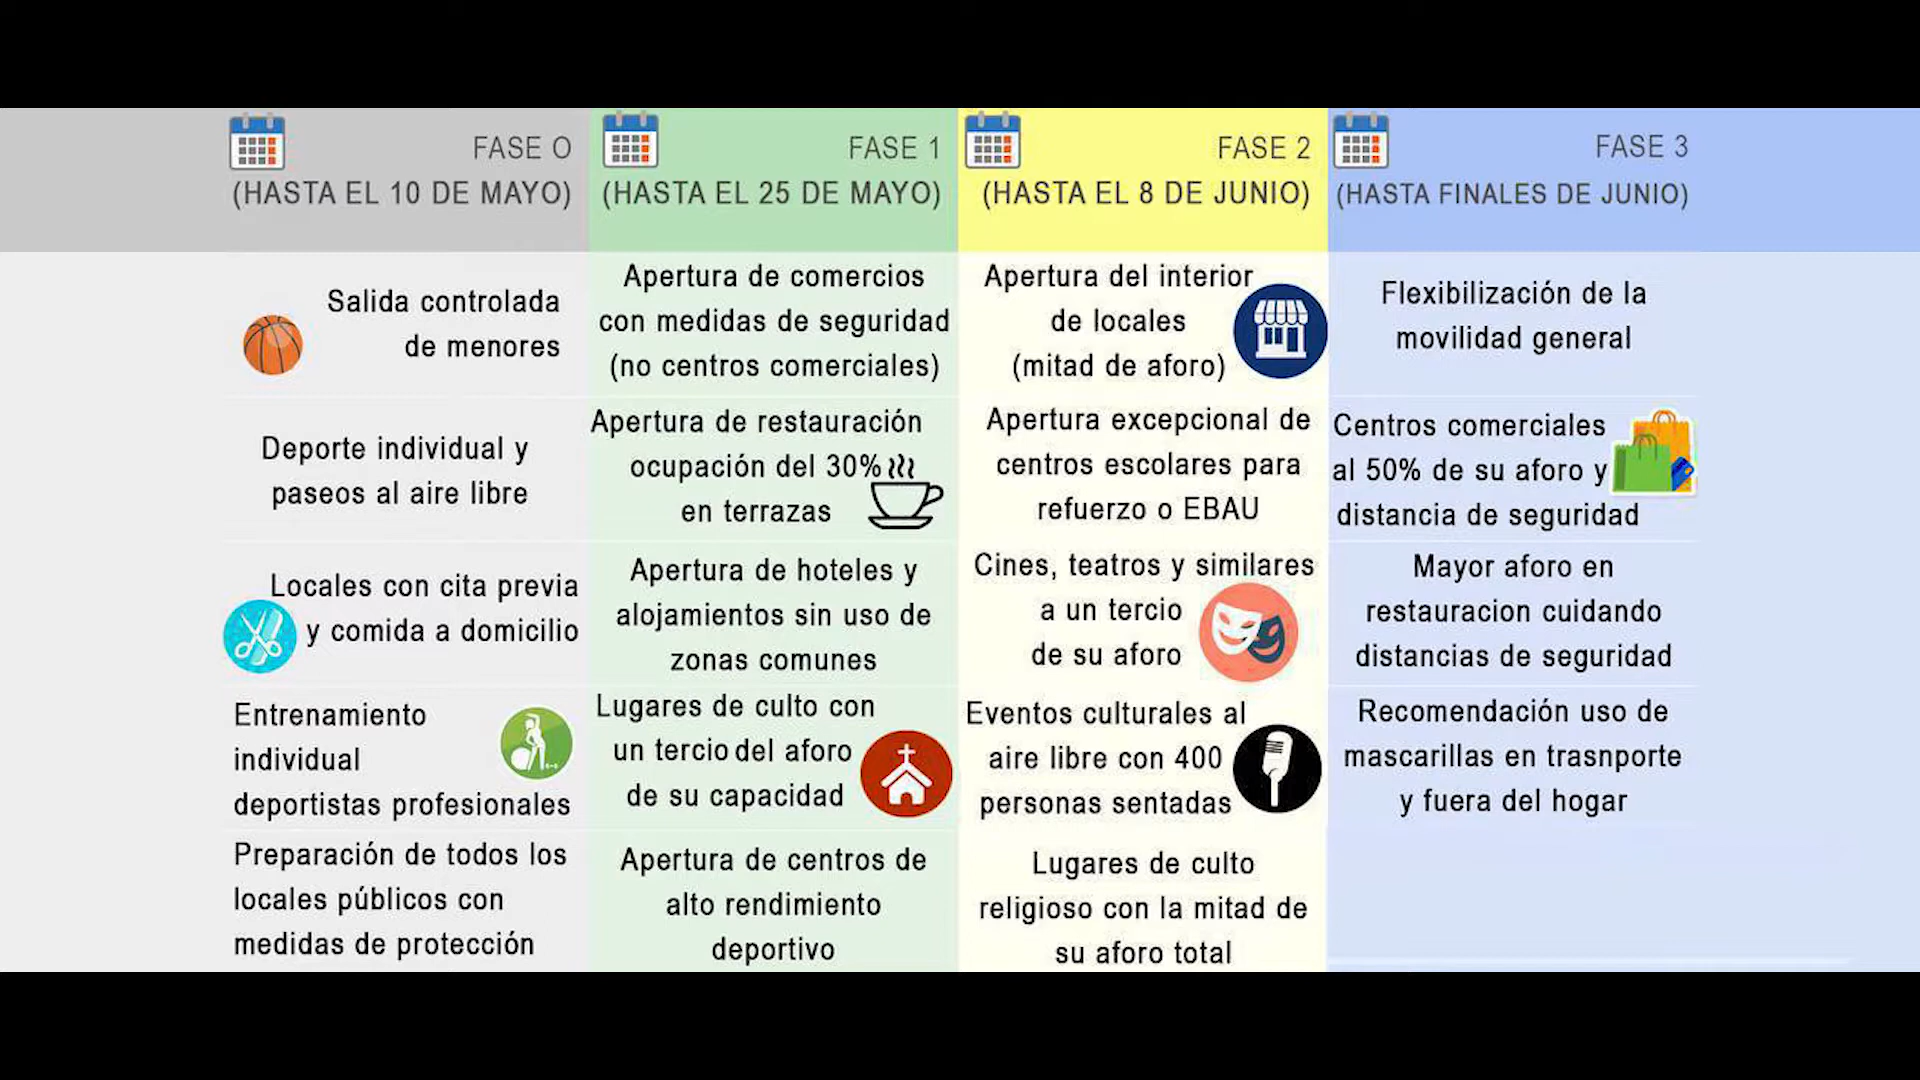 FASE O
(HASTA EL 10 DE MAYO)
Salida controlada
de menores
Deporte individual y
paseos al aire libre
Locales con cita previa
y comida a domicilio
Entrenamiento
individual
deportistas profesionales
Preparación de todos los
locales públicos con
medidas de protección
FASE 1
(HASTA EL 25 DE MAYO)
Apertura de comercios
con medidas de seguridad
(no centros comerciales)
Apertura de restauración
ocupación del 30%
en terrazas
Apertura de hoteles y
alojamientos sin uso de
zonas comunes
Lugares de culto con
un tercio del aforo
de su capacidad
Apertura de centros de
alto rendimiento
deportivo
FASE 2
(HASTA EL 8 DE JUNIO)
Apertura del interior
de locales
(mitad de aforo)
Apertura excepcional de
centros escolares para
refuerzo o EBAU
Cines, teatros y similares
a un tercio
de su aforo
Eventos culturales al
aire libre con 400
personas sentadas
Lugares de culto
religioso con la mitad de
su aforo total
FASE 3
(HASTA FINALES DE JUNIO)
Flexibilización de la
movilidad general
Centros comerciales
al 50% de su aforo y
distancia de seguridad
Mayor aforo en
restauracion cuidando
distancias de seguridad
Recomendación uso de
mascarillas en trasnporte
y fuera del hogar